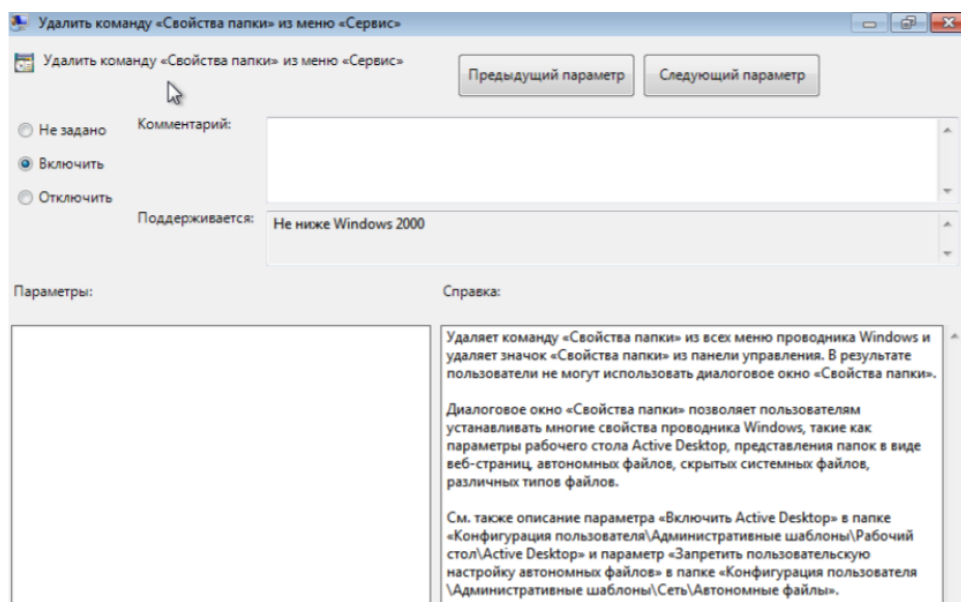 Удалить команду «Свойства папки» из меню «Сервис»
Удалить команду «Свойства папки» из меню «Сервис»
Предыдущий параметр
Следующий параметр
Не задано
Комментарий:
Включить
Отключить
Поддерживается:
Не ниже Windows 2000
Параметры:
Справка:
Удаляет команду «Свойства папки» из всех меню проводника Windows и
удаляет значок «Свойства папки» из панели управления. В результате
пользователи не могут использовать диалоговое окно «Свойства папки».
Диалоговое окно «Свойства папки» позволяет пользователям
устанавливать многие свойства проводника Windows, такие как
параметры рабочего стола Active Desktop, представления папок в виде
веб-страниц, автономных файлов, скрытых системных файлов,
различных типов файлов.
См. также описание параметра «Включить Active Desktop» в папке
«Конфигурация пользователя\Административные шаблоны\Рабочий
стол\Active Desktop» и параметр «Запретить пользовательскую
настройку автономных файлов» в папке «Конфигурация пользователя
\Административные шаблоны\Сеть\Автономные файлы».